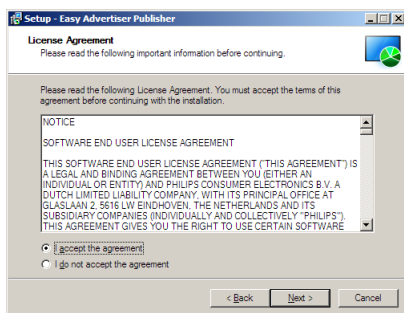 Setup - Easy Advertiser Publisher
License Agreement
Please read the following important information before continuing.
Please read the following License Agreement. You must accept the terms of this
agreement before continuing with the installation.
NOTICE
SOFTWARE END USER LICENSE AGREEMENT
THIS SOFTWARE END USER LICENSE AGREEMENT ("THIS AGREEMENT") IS
A LEGAL AND BINDING AGREEMENT BETWEEN YOU (EITHER AN
INDIVIDUAL OR ENTITY) AND PHILIPS CONSUMER ELECTRONICS B.V. A
DUTCH LIMITED LIABILITY COMPANY, WITH ITS PRINCIPAL OFFICE AT
GLASLAAN 2, 5616 LW EINDHOVEN, THE NETHERLANDS AND ITS
SUBSIDIARY COMPANIES (INDIVIDUALLY AND COLLECTIVELY "PHILIPS").
THIS AGREEMENT GIVES YOU THE RIGHT TO USE CERTAIN SOFTWARE
I accept the agreement
I do not accept the agreement
< Back Next > Cancel